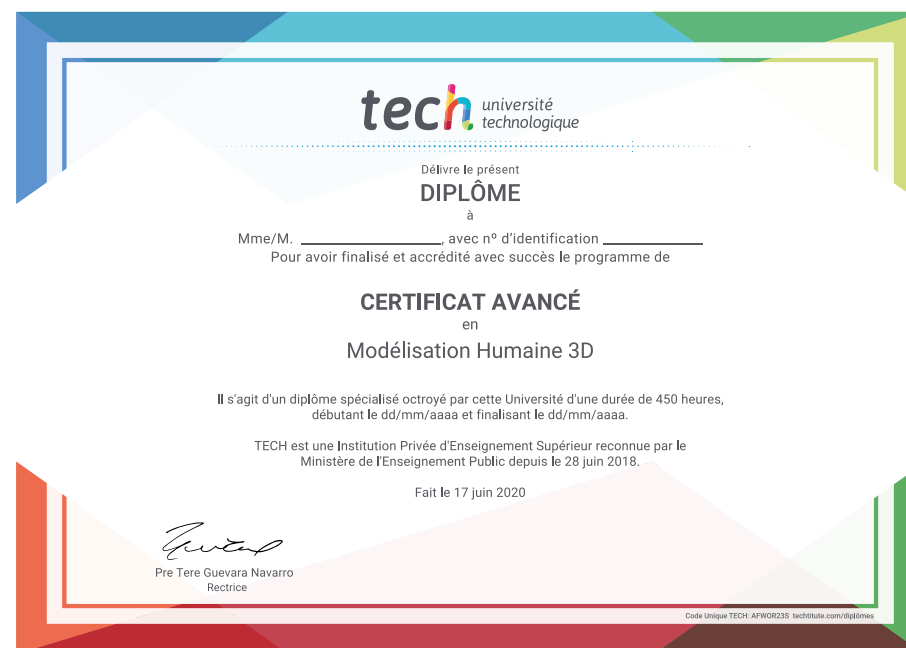 tech université
technologique
Délivre le présent
DIPLÔME
à
Mme/M. ____________________, avec nº d'identification ______________
Pour avoir finalisé et accrédité avec succès le programme de
CERTIFICAT AVANCÉ
en
Modélisation Humaine 3D
Il s'agit d'un diplôme spécialisé octroyé par cette Université d'une durée de 450 heures,
débutant le dd/mm/aaaa et finalisant le dd/mm/aaaa.
TECH est une Institution Privée d'Enseignement Supérieur reconnue par le
Ministère de l'Enseignement Public depuis le 28 juin 2018.
Fait le 17 juin 2020
Pre Tere Guevara Navarro
Rectrice
Code Unique TECH: AFWOR23S techtitute.com/diplômes